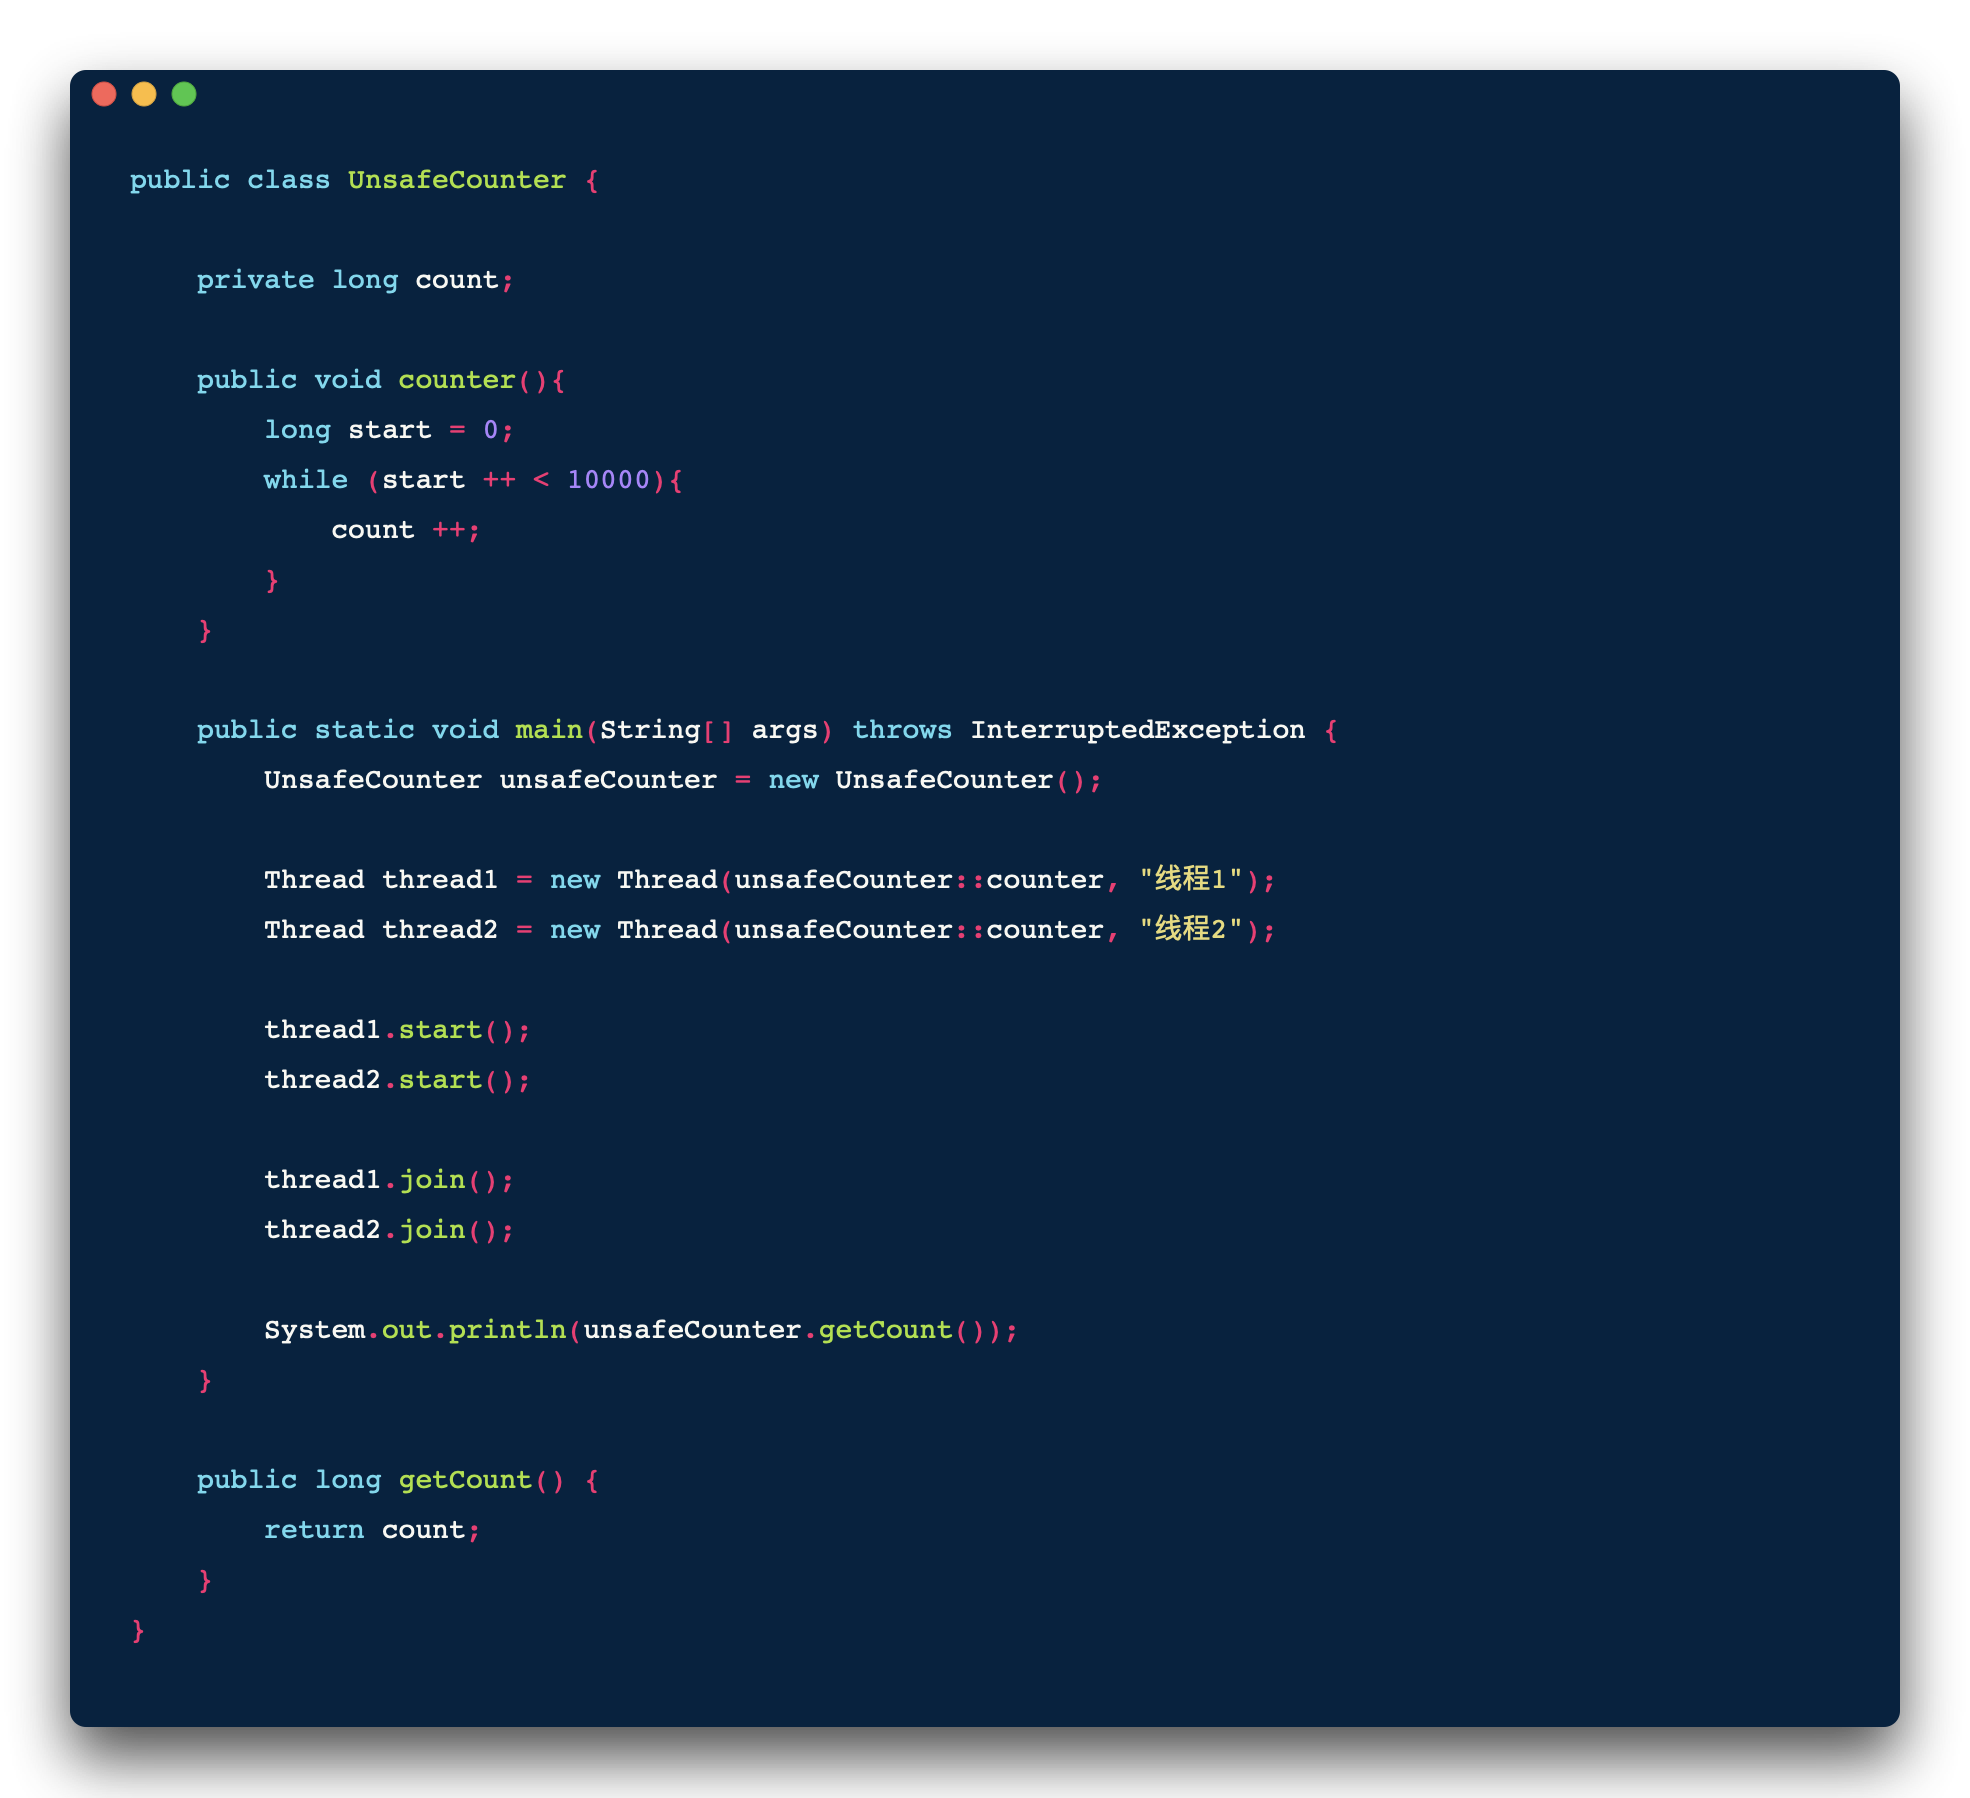 public class UnsafeCounter {
    private long count;
    public void counter(){
        long start = 0;
        while (start ++ < 10000){
            count ++;
        }
    }
    public static void main(String[] args) throws InterruptedException {
        UnsafeCounter unsafeCounter = new UnsafeCounter();
        Thread thread1 = new Thread(unsafeCounter::counter, "线程1");
        Thread thread2 = new Thread(unsafeCounter::counter, "线程2");
        thread1.start();
        thread2.start();
        thread1.join();
        thread2.join();
        System.out.println(unsafeCounter.getCount());
    }
    public long getCount() {
        return count;
    }
}